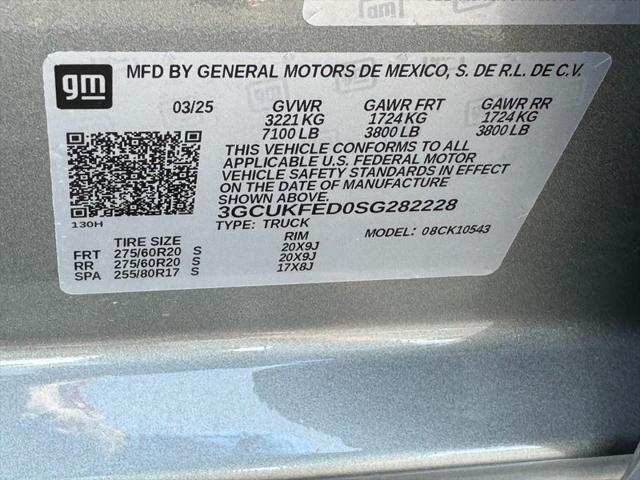 gm
gm MFD BY GENERAL MOTORS DE MEXICO, S. DE R.L. DE C.V.
03/25 GVWR GAWR FRT GAWR RR
3221 KG 1724 KG 1724 KG
7100 LB 3800 LB 3800 LB
THIS VEHICLE CONFORMS TO ALL
APPLICABLE U.S. FEDERAL MOTOR
VEHICLE SAFETY STANDARDS IN EFFECT
ON THE DATE OF MANUFACTURE
SHOWN ABOVE.
3GCUKFED0SG282228
130H TYPE: TRUCK MODEL: 08CK10543
TIRE SIZE RIM
FRT 275/60R20 S 20X9J
RR 275/60R20 S 20X9J
SPA 255/80R17 S 17X8J